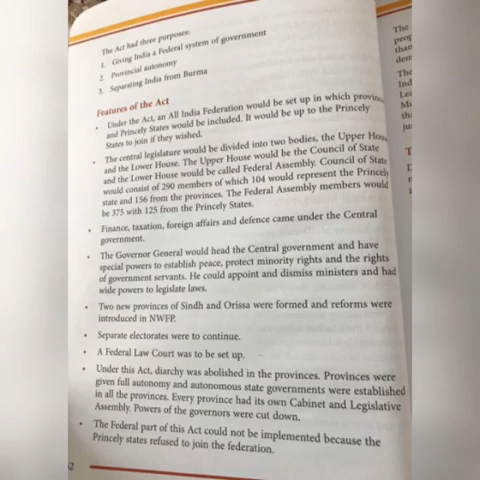 The Act had three purposes:
1. Giving India a Federal system of government
2. Provincial autonomy
3. Separating India from Burma
Features of the Act
• Under the Act, an All India Federation would be set up in which provinc
and Princely States would be included. It would be up to the Princely
States to join if they wished.
• The central legislature would be divided into two bodies, the Upper Hou
and the Lower House. The Upper House would be the Council of State
and the Lower House would be called Federal Assembly. Council of State
would consist of 290 members of which 104 would represent the Princely
state and 156 from the provinces. The Federal Assembly members would
be 375 with 125 from the Princely States.
• Finance, taxation, foreign affairs and defence came under the Central
government.
• The Governor General would head the Central government and have
special powers to establish peace, protect minority rights and the rights
of government servants. He could appoint and dismiss ministers and had
wide powers to legislate laws.
• Two new provinces of Sindh and Orissa were formed and reforms were
introduced in NWFP.
• Separate electorates were to continue.
• A Federal Law Court was to be set up.
• Under this Act, diarchy was abolished in the provinces. Provinces were
given full autonomy and autonomous state governments were established
in all the provinces. Every province had its own Cabinet and Legislative
Assembly. Powers of the governors were cut down.
• The Federal part of this Act could not be implemented because the
Princely states refused to join the federation.
2
The
peop
than
dem
The
Ind